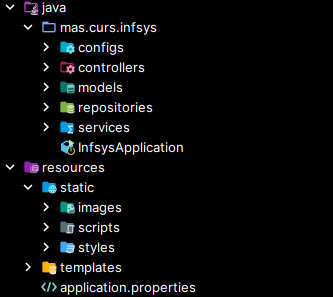 java
mas.curs.infsys
configs
controllers
models
repositories
services
InfsysApplication
resources
static
images
scripts
styles
templates
application.properties